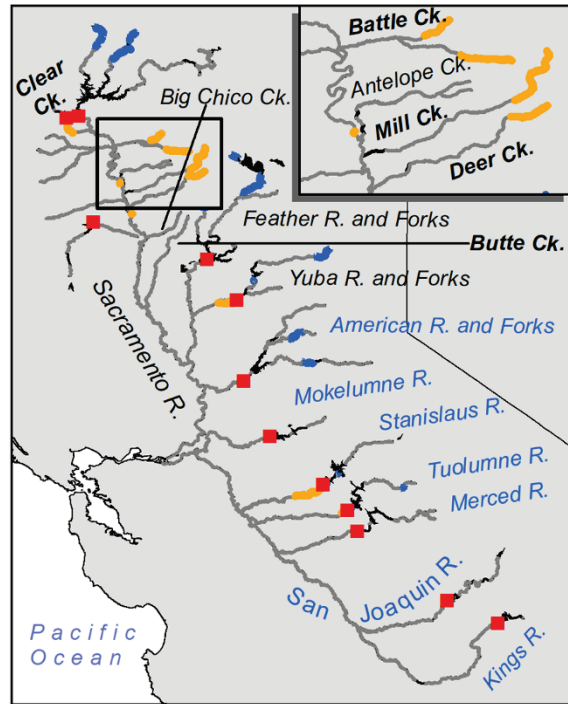 Clear
Ck.
Big Chico Ck.
Battle Ck.
Antelope Ck.
Mill Ck.
Deer Ck.
Feather R. and Forks
Butte Ck.
Yuba R. and Forks
Sacramento R.
American R. and Forks
Mokelumne R.
Stanislaus R.
Tuolumne R.
Merced R.
San Joaquin R.
Kings R.
Pacific
Ocean